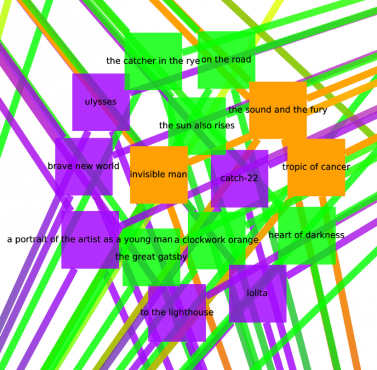 the catcher in the rye
on the road
ulysses
the sound and the fury
the sun also rises
brave new world
invisible man
catch-22
tropic of cancer
a portrait of the artist as a young man
a clockwork orange
heart of darkness
the great gatsby
lolita
to the lighthouse